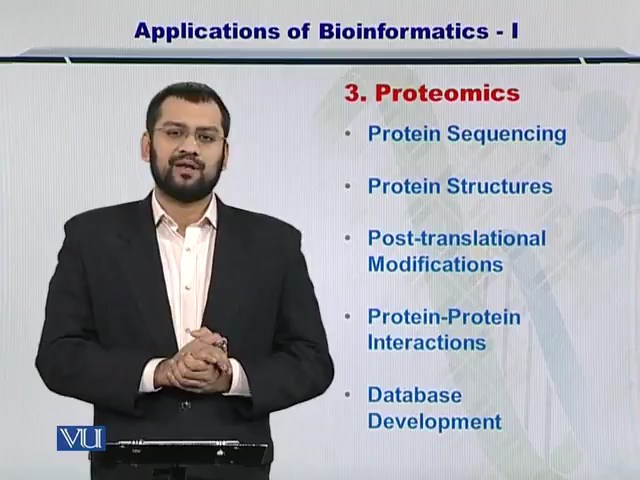 Applications of Bioinformatics - I
3. Proteomics
• Protein Sequencing
• Protein Structures
• Post-translational
Modifications
• Protein-Protein
Interactions
• Database
Development
VU